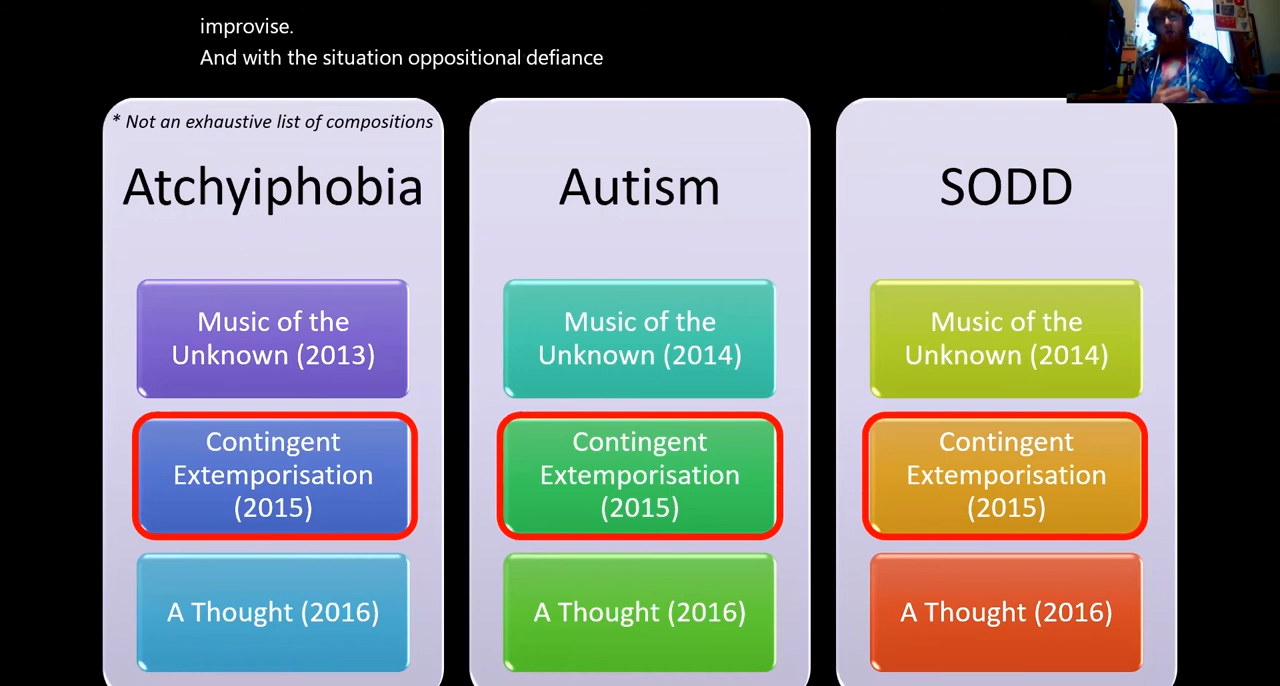 improvise.
And with the situation oppositional defiance
* Not an exhaustive list of compositions
Atchyiphobia
Music of the
Unknown (2013)
Contingent
Extemporisation
(2015)
A Thought (2016)
Autism
Music of the
Unknown (2014)
Contingent
Extemporisation
(2015)
A Thought (2016)
SODD
Music of the
Unknown (2014)
Contingent
Extemporisation
(2015)
A Thought (2016)